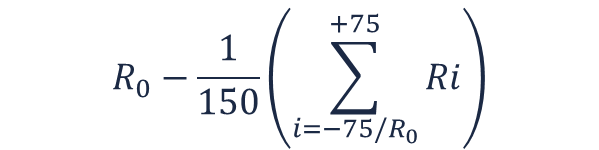 R₀ − 1/150 ( +75 ∑ i=−75/R₀ Ri )